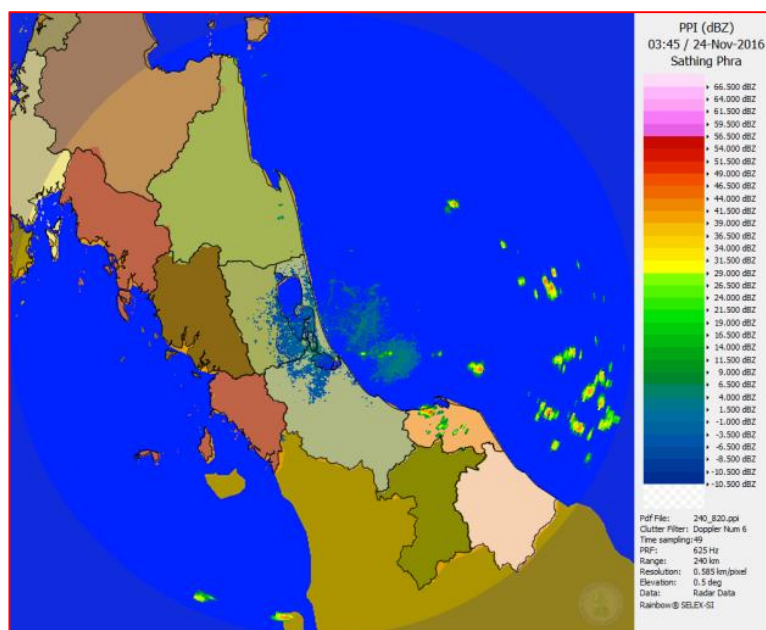 PPI (dBZ)
03:45 / 24-Nov-2016
Sathing Phra
66.500 dBZ
64.000 dBZ
61.500 dBZ
59.500 dBZ
56.500 dBZ
54.000 dBZ
51.500 dBZ
49.000 dBZ
46.500 dBZ
44.000 dBZ
41.500 dBZ
39.000 dBZ
36.500 dBZ
34.000 dBZ
31.500 dBZ
29.000 dBZ
26.500 dBZ
24.000 dBZ
21.500 dBZ
19.000 dBZ
16.500 dBZ
14.000 dBZ
11.500 dBZ
9.000 dBZ
6.500 dBZ
4.000 dBZ
1.500 dBZ
-1.000 dBZ
-3.500 dBZ
-6.500 dBZ
-8.500 dBZ
-10.500 dBZ
-10.500 dBZ
Pdf File: 240_820.ppi
Clutter Filter: Doppler Num 6
Time sampling: 49
PRF: 625 Hz
Range: 240 km
Resolution: 0.585 km/pixel
Elevation: 0.5 deg
Data: Radar Data
Rainbow® SELEX-SI